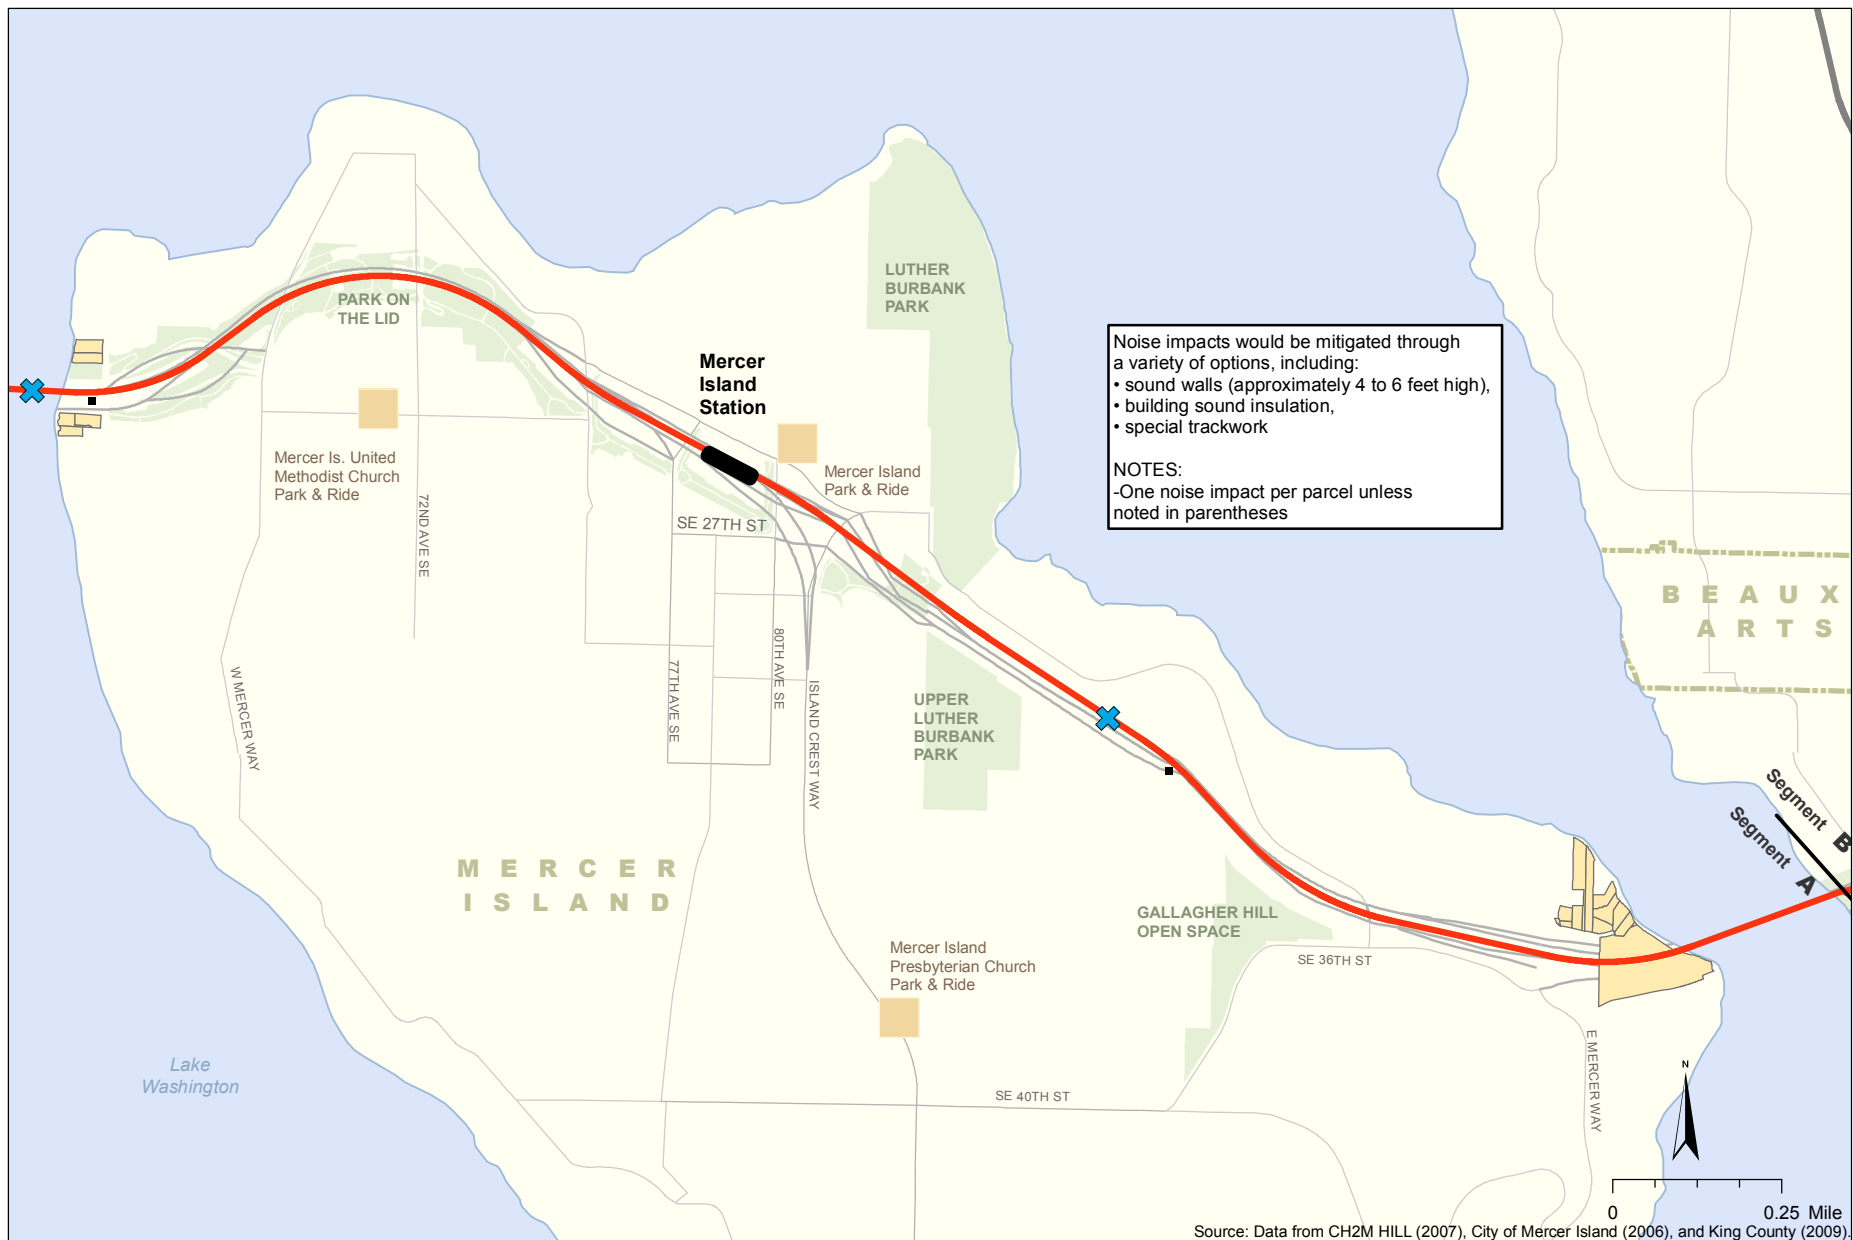 LUTHER
BURBANK
PARK
PARK ON
THE LID
Mercer
Island
Station
Noise impacts would be mitigated through
a variety of options, including:
• sound walls (approximately 4 to 6 feet high),
• building sound insulation,
• special trackwork
NOTES:
-One noise impact per parcel unless
noted in parentheses
Mercer Is. United
Methodist Church
Park & Ride
Mercer Island
Park & Ride
72ND AVE SE
SE 27TH ST
BEAUX
ARTS
W MERCER WAY
77TH AVE SE
80TH AVE SE
ISLAND CREST WAY
UPPER
LUTHER
BURBANK
PARK
Segment B
Segment A
MERCER
ISLAND
GALLAGHER HILL
OPEN SPACE
Mercer Island
Presbyterian Church
Park & Ride
SE 36TH ST
E MERCER WAY
Lake
Washington
SE 40TH ST
N
0 0.25 Mile
Source: Data from CH2M HILL (2007), City of Mercer Island (2006), and King County (2009).